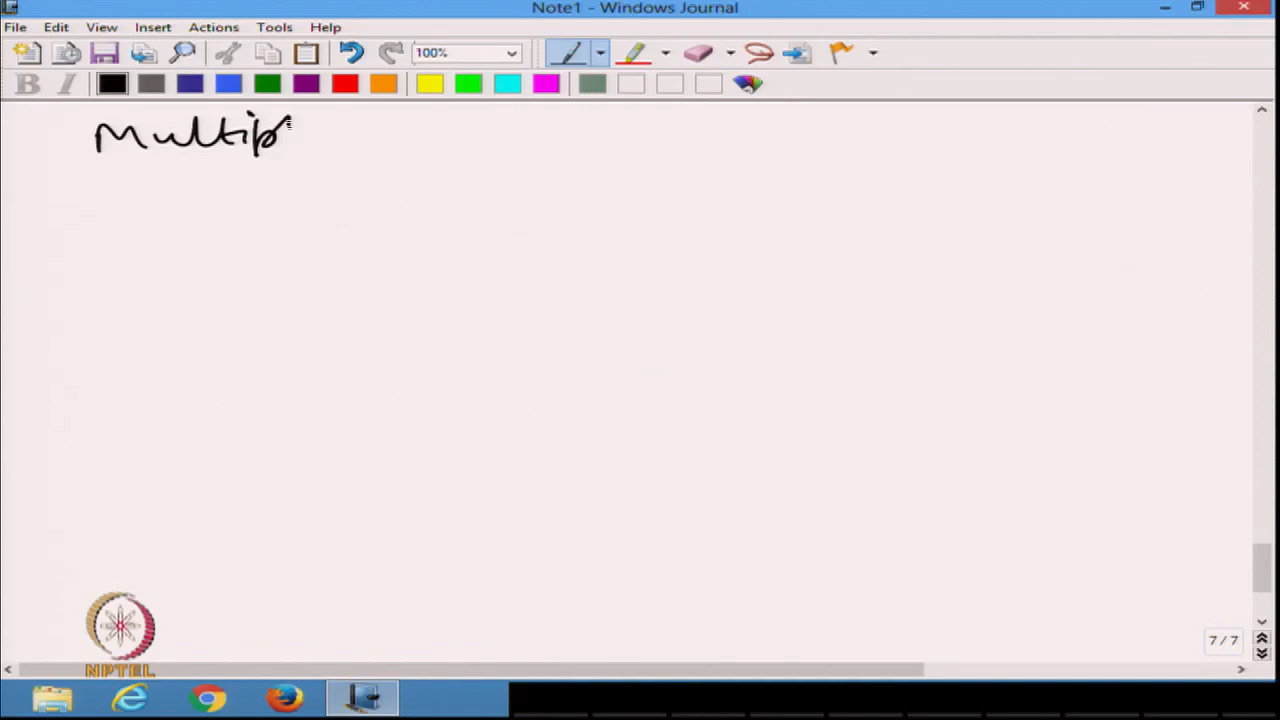 Note1 - Windows Journal
File Edit View Insert Actions Tools Help
100%
B I
Multip
7 / 7
NPTEL